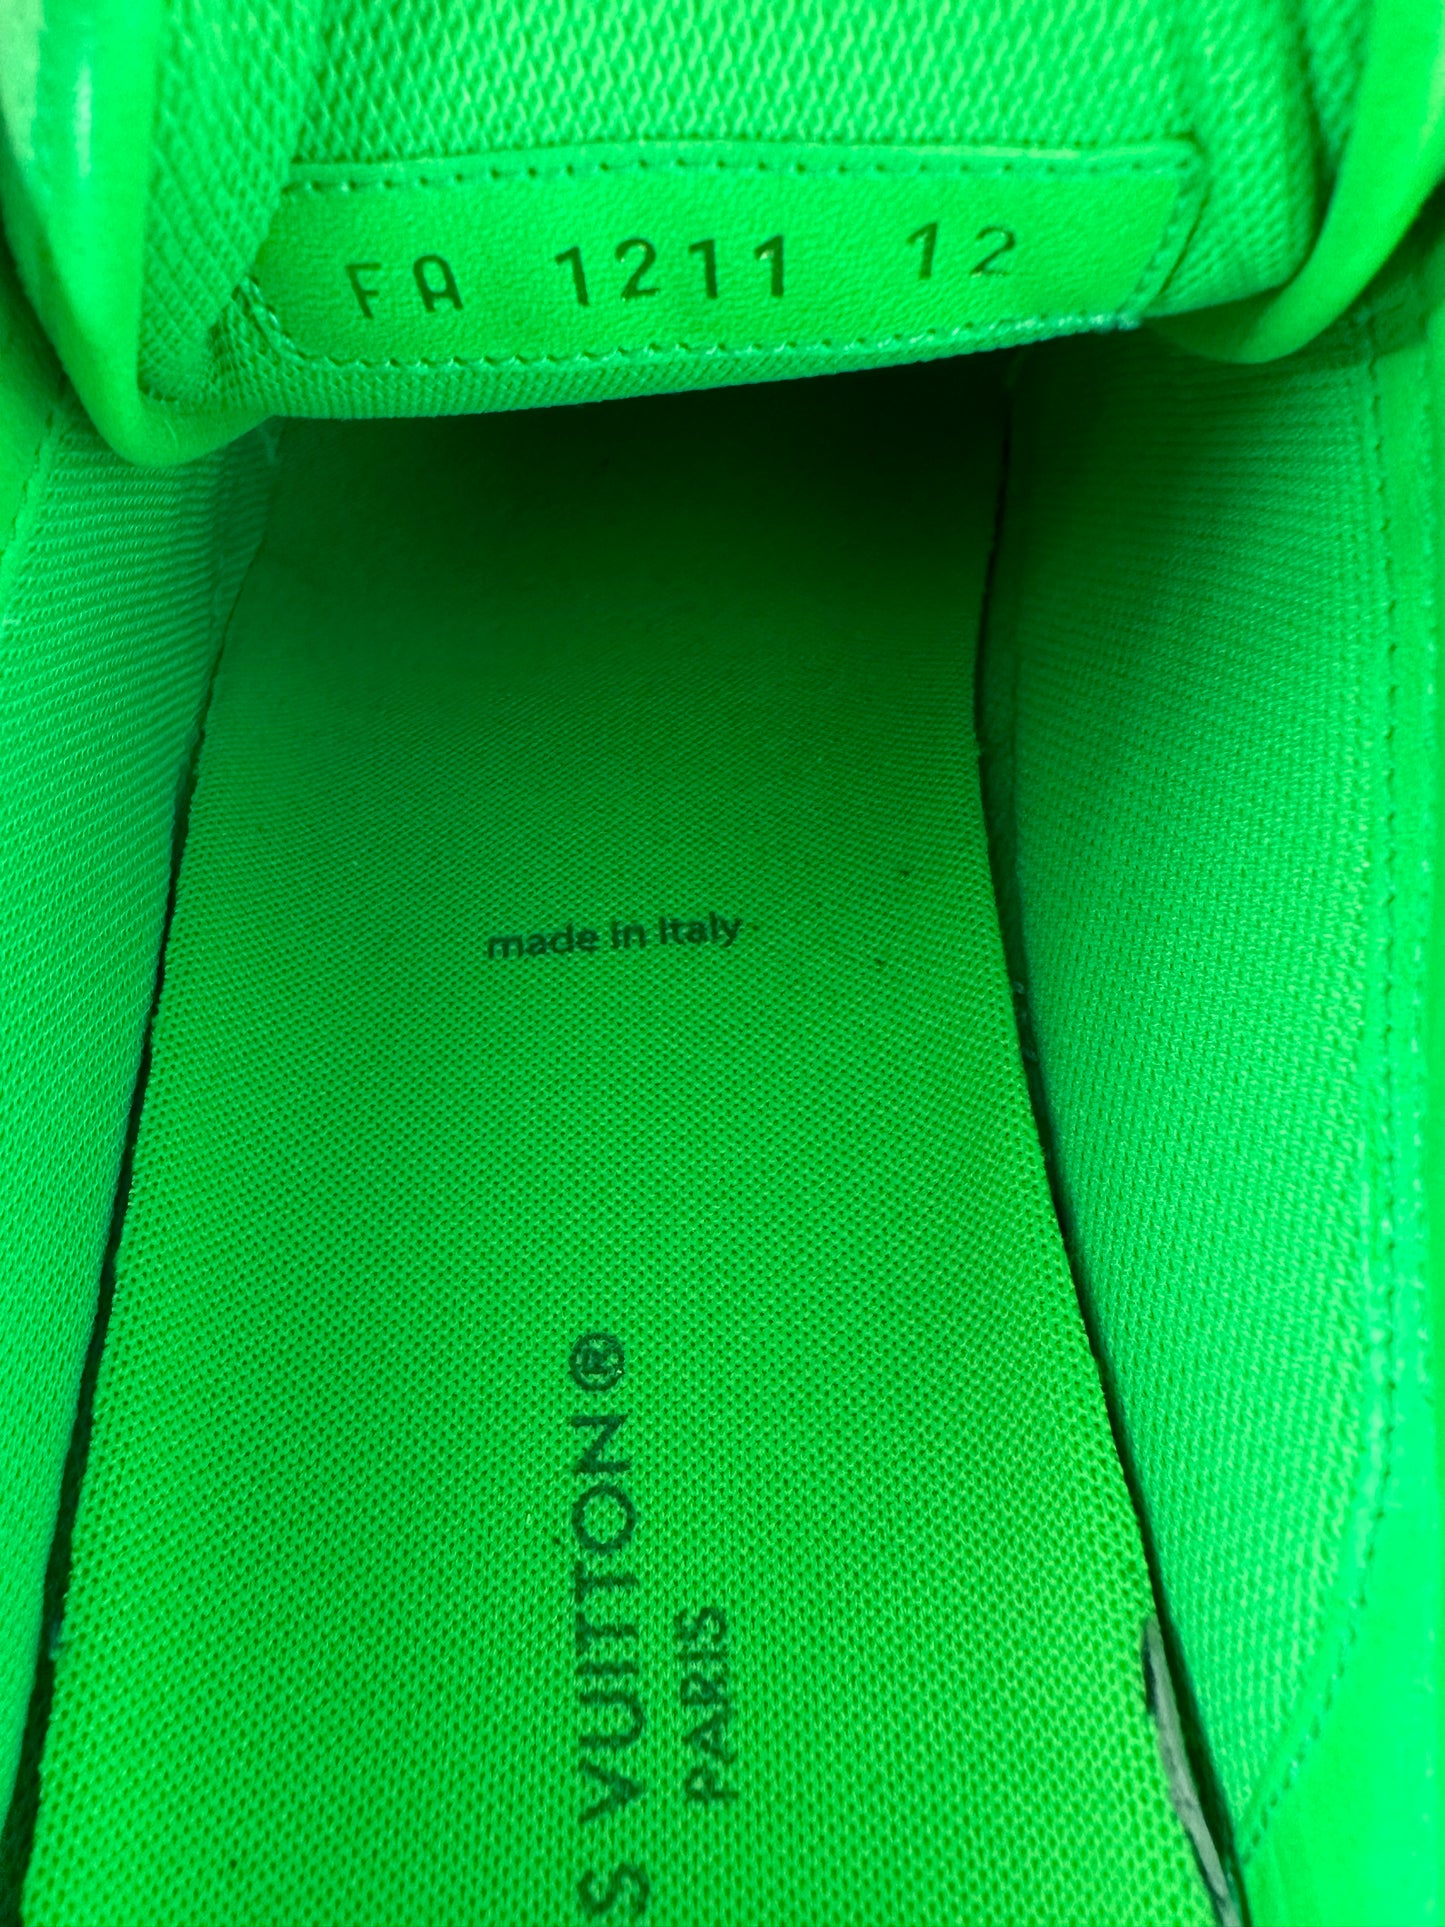 FA 1211 12
made in italy
S VUITTON®
PARIS